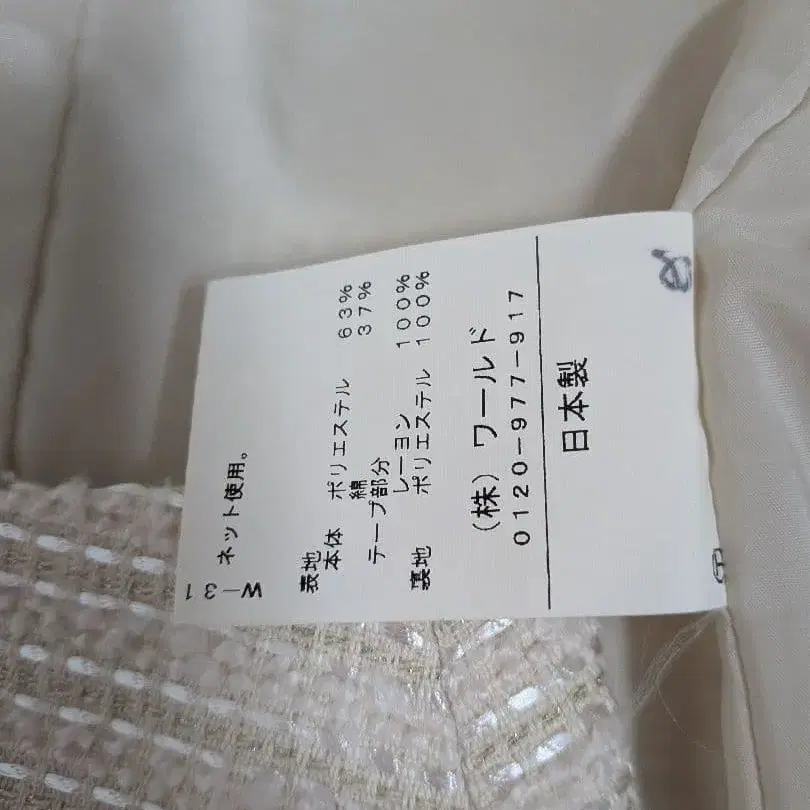 ネット使用。
表地
本体 ポリエステル 63%
綿 37%
テープ部分
レーヨン 100%
裏地 ポリエステル 100%
(株) ワールド
0120-977-917
日本製